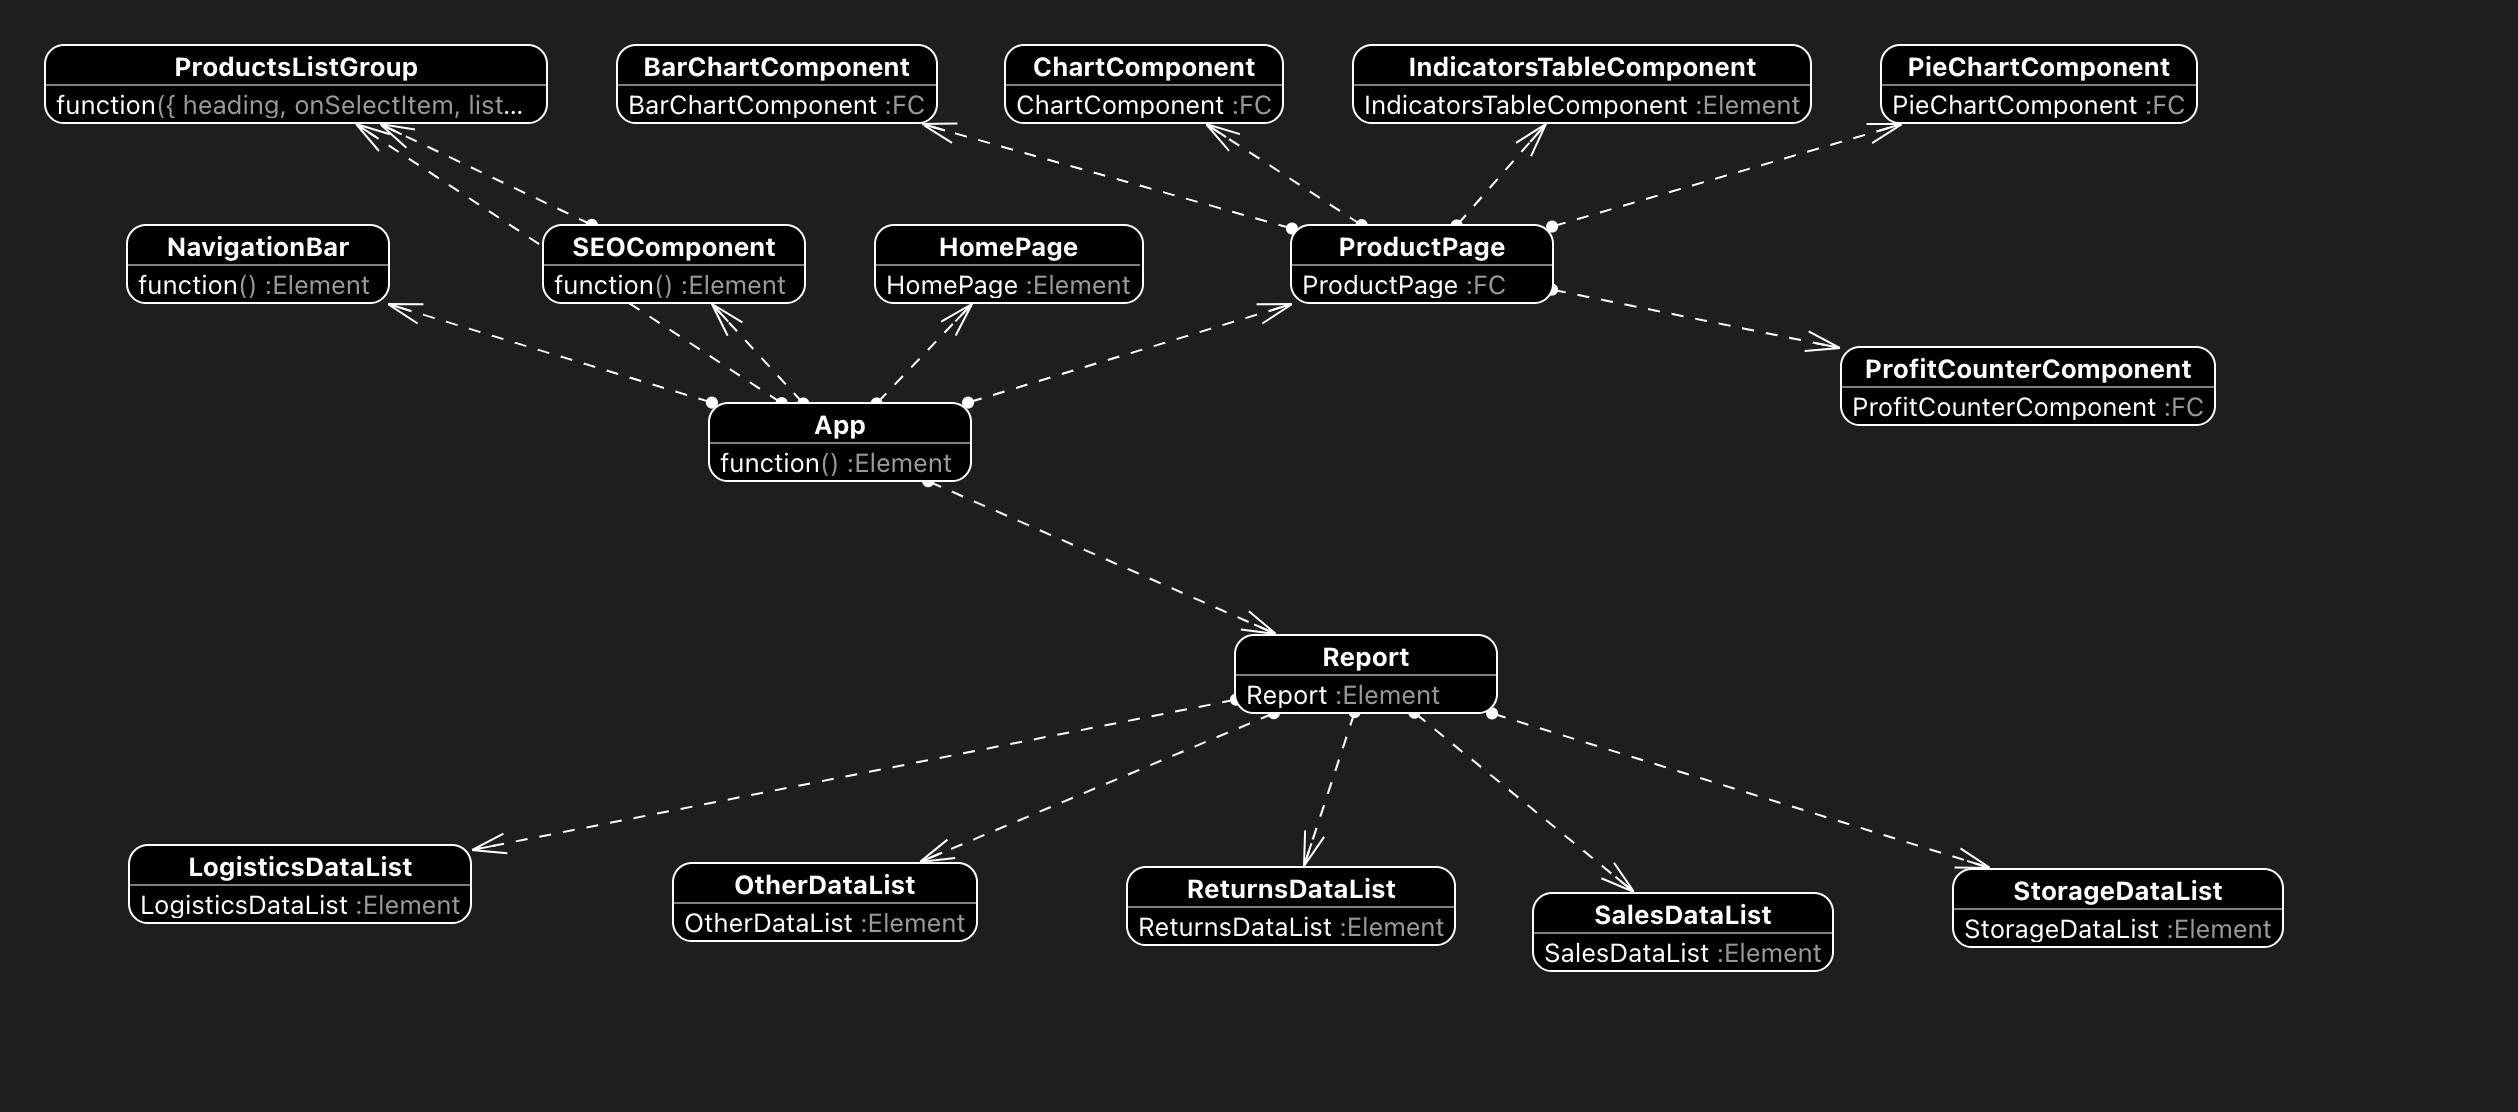 ProductsListGroup
function({ heading, onSelectItem, list...
BarChartComponent
BarChartComponent :FC
ChartComponent
ChartComponent :FC
IndicatorsTableComponent
IndicatorsTableComponent :Element
PieChartComponent
PieChartComponent :FC
NavigationBar
function() :Element
SEOComponent
function() :Element
HomePage
HomePage :Element
ProductPage
ProductPage :FC
ProfitCounterComponent
ProfitCounterComponent :FC
App
function() :Element
Report
Report :Element
LogisticsDataList
LogisticsDataList :Element
OtherDataList
OtherDataList :Element
ReturnsDataList
ReturnsDataList :Element
SalesDataList
SalesDataList :Element
StorageDataList
StorageDataList :Element